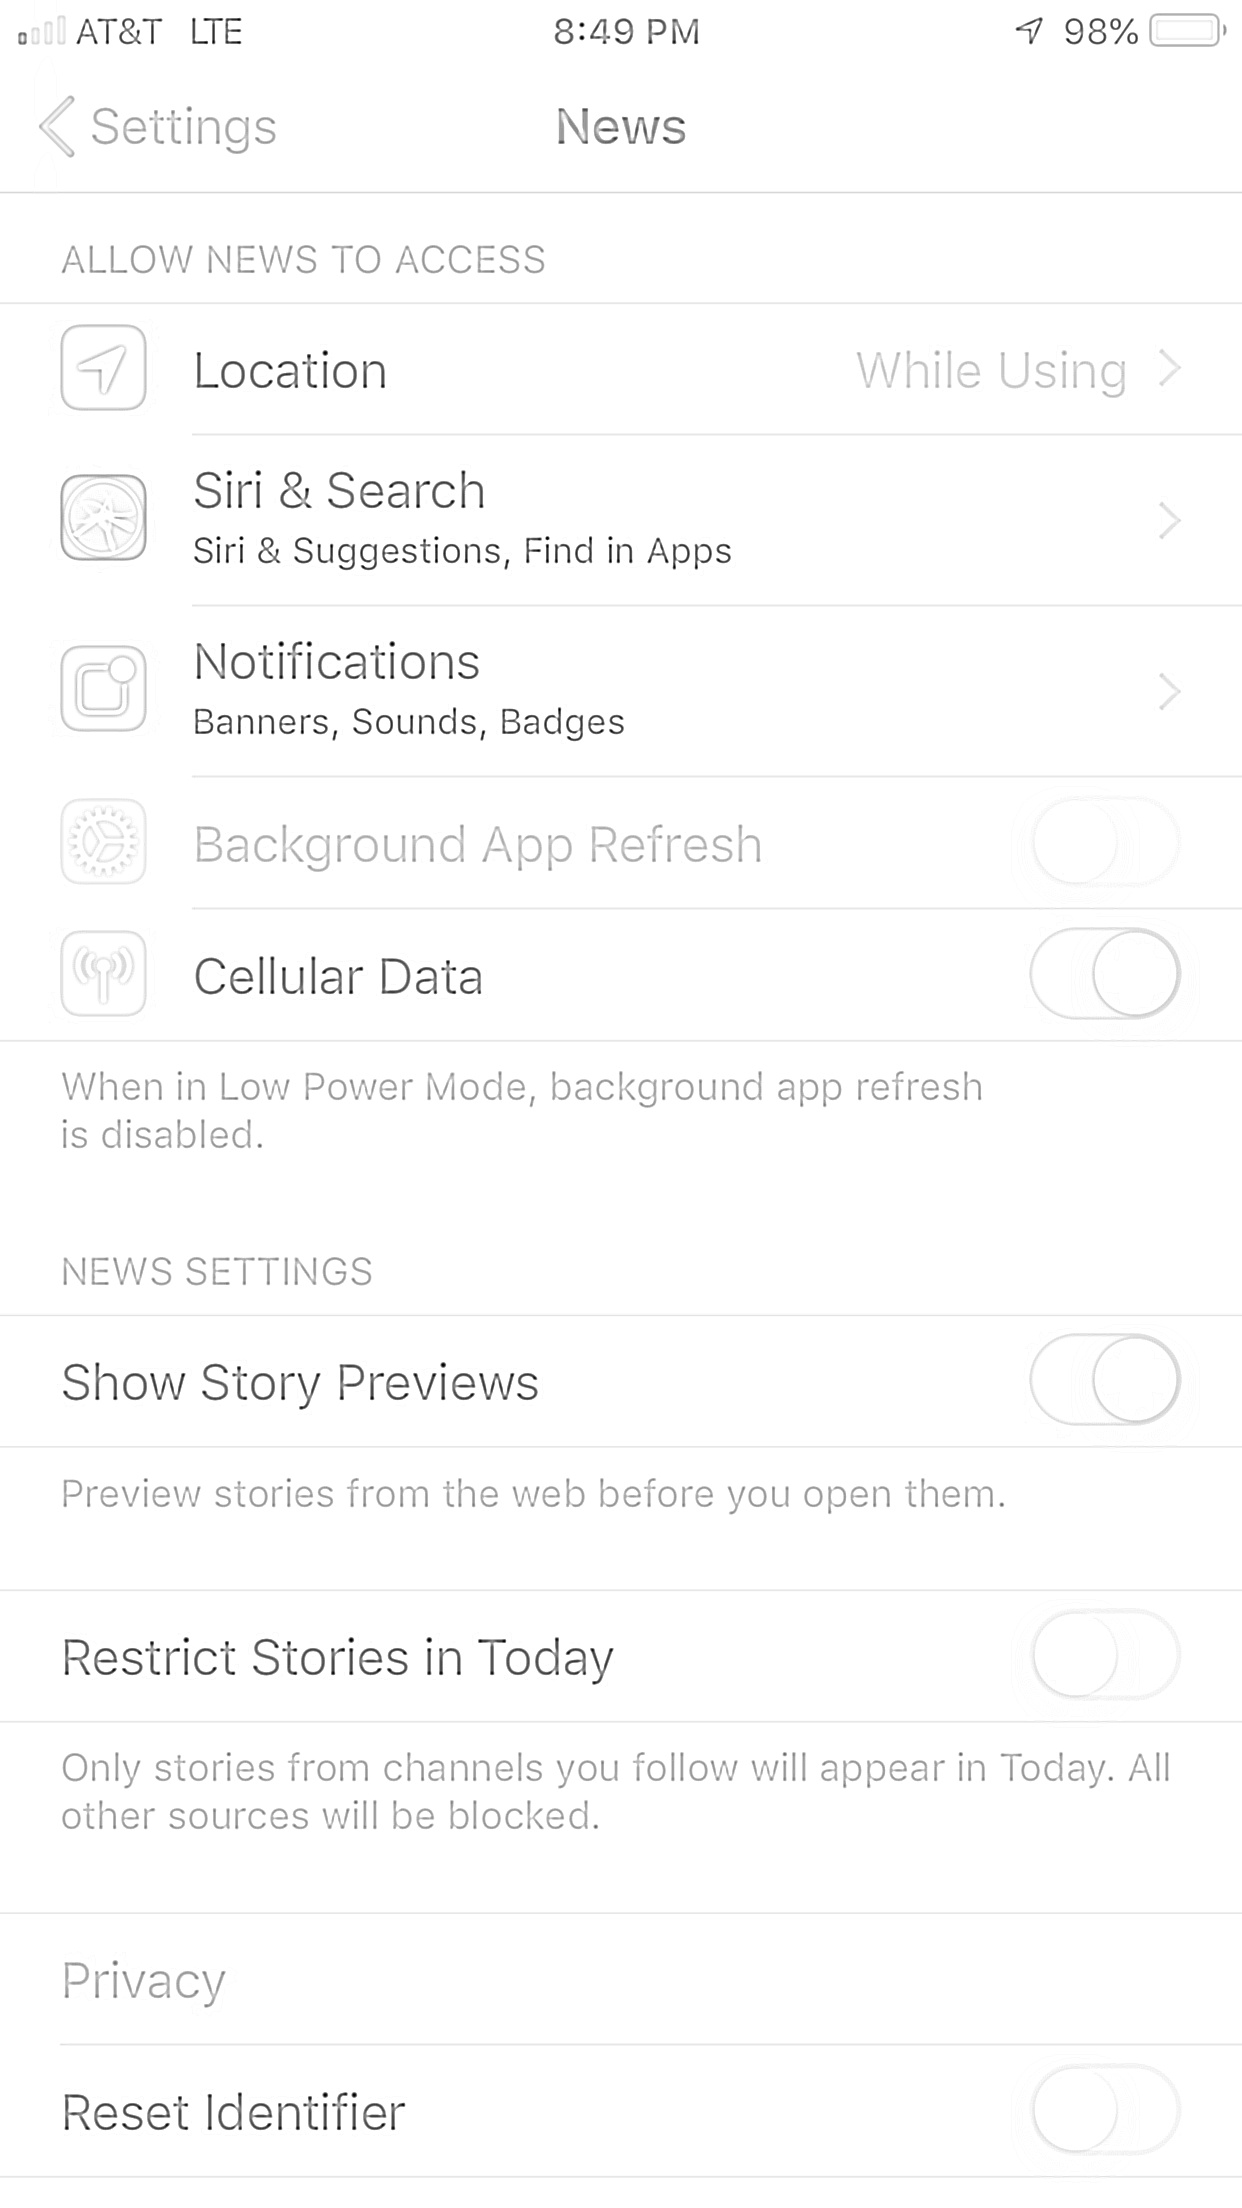 AT&T LTE 8:49 PM 98%
Settings News
ALLOW NEWS TO ACCESS
Location While Using
Siri & Search
Siri & Suggestions, Find in Apps
Notifications
Banners, Sounds, Badges
Background App Refresh
Cellular Data
When in Low Power Mode, background app refresh
is disabled.
NEWS SETTINGS
Show Story Previews
Preview stories from the web before you open them.
Restrict Stories in Today
Only stories from channels you follow will appear in Today. All
other sources will be blocked.
Privacy
Reset Identifier